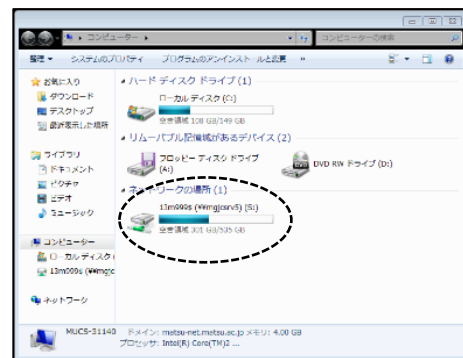 コンピューター ▸
コンピューターの検索
整理 ▼ システムのプロパティ プログラムのアンインストールと変更 »
お気に入り
ダウンロード
デスクトップ
最近表示した場所
ライブラリ
ドキュメント
ピクチャ
ビデオ
ミュージック
コンピューター
ローカル ディスク (
ネットワーク
ハード ディスク ドライブ (1)
ローカル ディスク (C:)
空き領域 108 GB/149 GB
リムーバブル記憶域があるデバイス (2)
フロッピー ディスク ドライブ
(A:)
DVD RW ドライブ (D:)
ネットワークの場所 (1)
空き領域 301 GB/535 GB
MUCS-31140 ドメイン: matsu-net.matsu.ac.jp メモリ: 4.00 GB
プロセッサ: Intel(R) Core(TM)2 ...